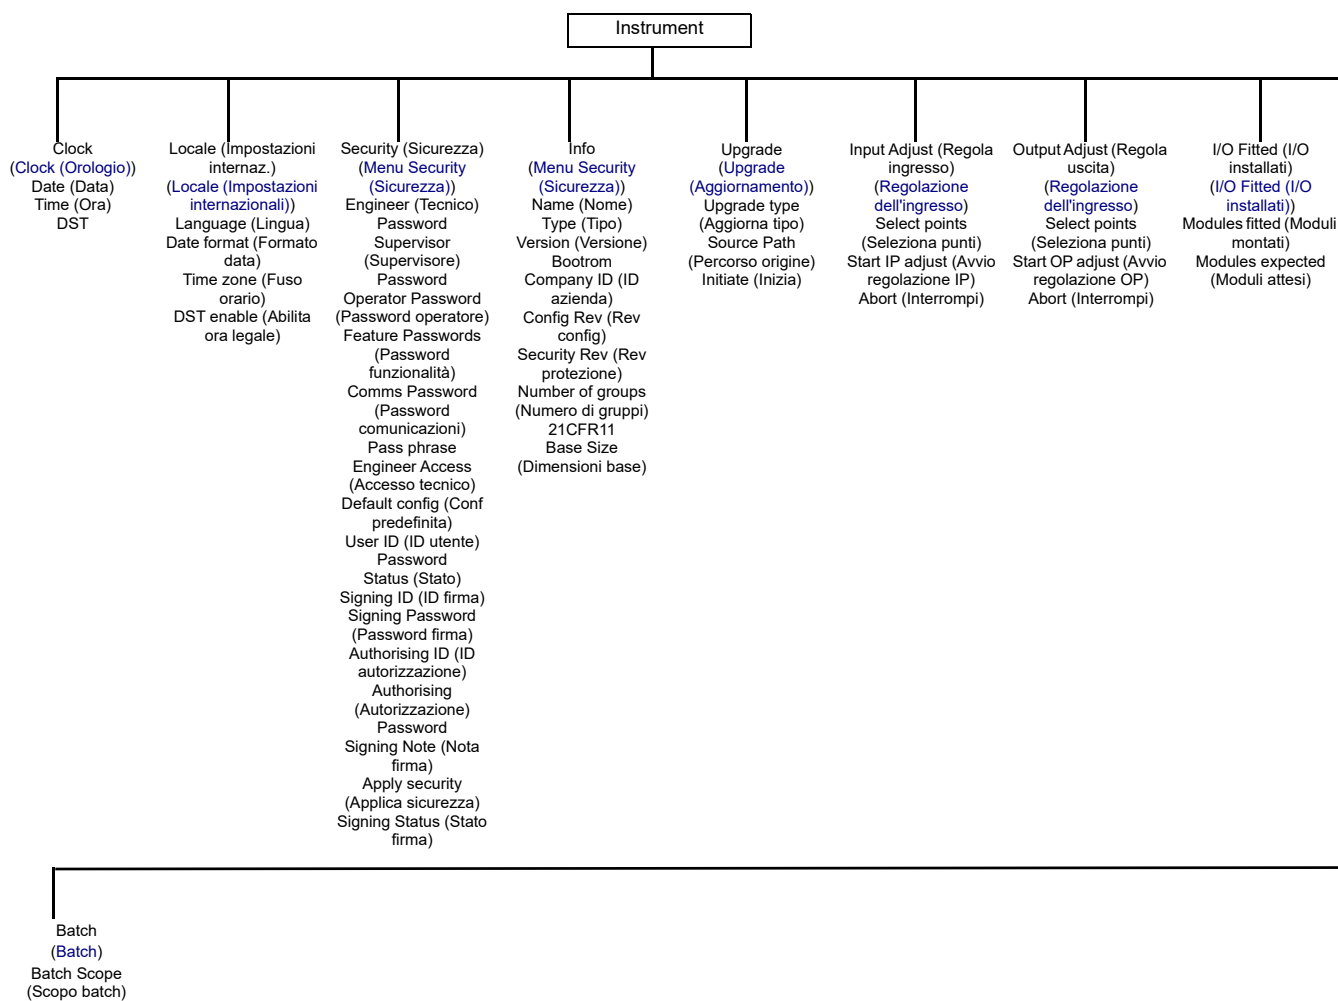 Instrument
Clock
(Clock (Orologio))
Date (Data)
Time (Ora)
DST
Locale (Impostazioni
internaz.)
(Locale (Impostazioni
internazionali))
Language (Lingua)
Date format (Formato
data)
Time zone (Fuso
orario)
DST enable (Abilita
ora legale)
Security (Sicurezza)
(Menu Security
(Sicurezza))
Engineer (Tecnico)
Password
Supervisor
(Supervisore)
Password
Operator Password
(Password operatore)
Feature Passwords
(Password
funzionalità)
Comms Password
(Password
comunicazioni)
Pass phrase
Engineer Access
(Accesso tecnico)
Default config (Conf
predefinita)
User ID (ID utente)
Password
Status (Stato)
Signing ID (ID firma)
Signing Password
(Password firma)
Authorising ID (ID
autorizzazione)
Authorising
(Autorizzazione)
Password
Signing Note (Nota
firma)
Apply security
(Applica sicurezza)
Signing Status (Stato
firma)
Info
(Menu Security
(Sicurezza))
Name (Nome)
Type (Tipo)
Version (Versione)
Bootrom
Company ID (ID
azienda)
Config Rev (Rev
config)
Security Rev (Rev
protezione)
Number of groups
(Numero di gruppi)
21CFR11
Base Size
(Dimensioni base)
Upgrade
(Upgrade
(Aggiornamento))
Upgrade type
(Aggiorna tipo)
Source Path
(Percorso origine)
Initiate (Inizia)
Input Adjust (Regola
ingresso)
(Regolazione
dell'ingresso)
Select points
(Seleziona punti)
Start IP adjust (Avvio
regolazione IP)
Abort (Interrompi)
Output Adjust (Regola
uscita)
(Regolazione
dell'ingresso)
Select points
(Seleziona punti)
Start OP adjust (Avvio
regolazione OP)
Abort (Interrompi)
I/O Fitted (I/O
installati)
(I/O Fitted (I/O
installati))
Modules fitted (Moduli
montati)
Modules expected
(Moduli attesi)
Batch
(Batch)
Batch Scope
(Scopo batch)